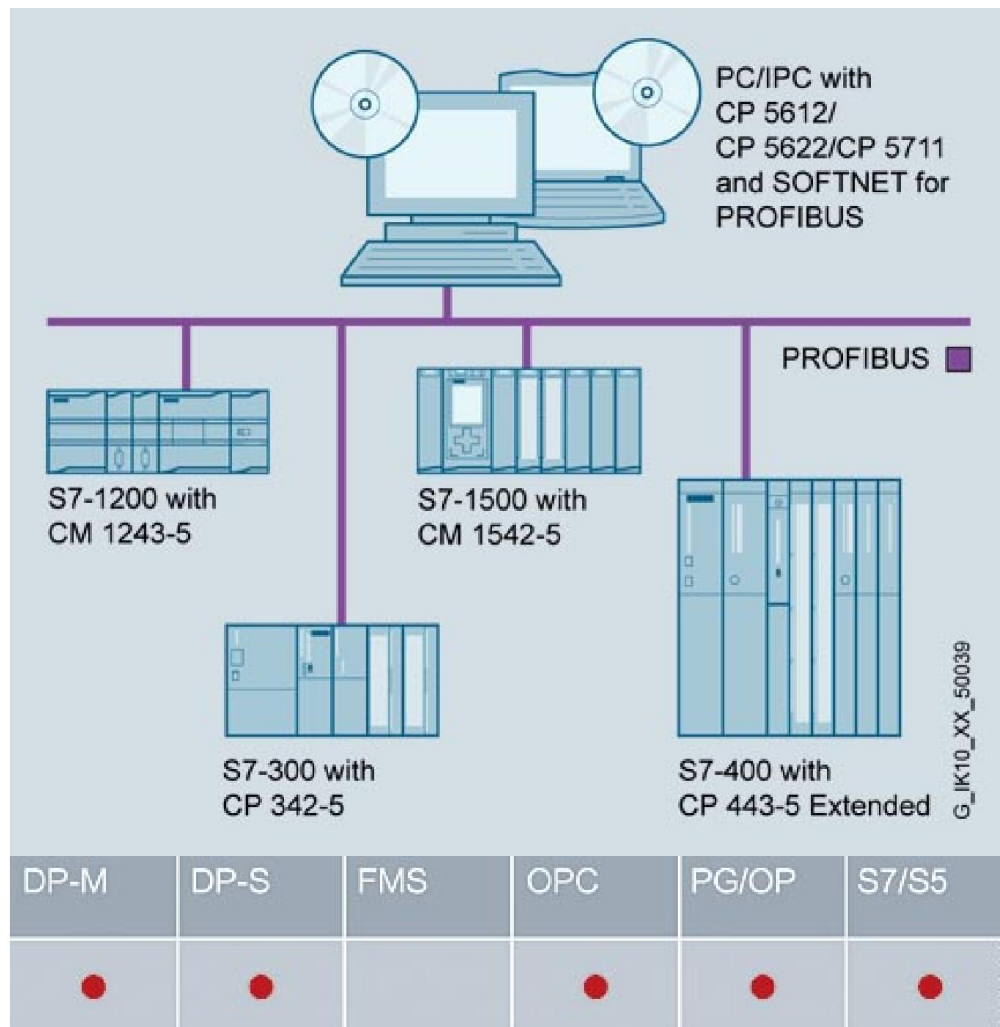 PC/IPC with
CP 5612/
CP 5622/CP 5711
and SOFTNET for
PROFIBUS
PROFIBUS
S7-1200 with
CM 1243-5
S7-1500 with
CM 1542-5
S7-300 with
CP 342-5
S7-400 with
CP 443-5 Extended
G_IK10_XX_50039
DP-M DP-S FMS OPC PG/OP S7/S5